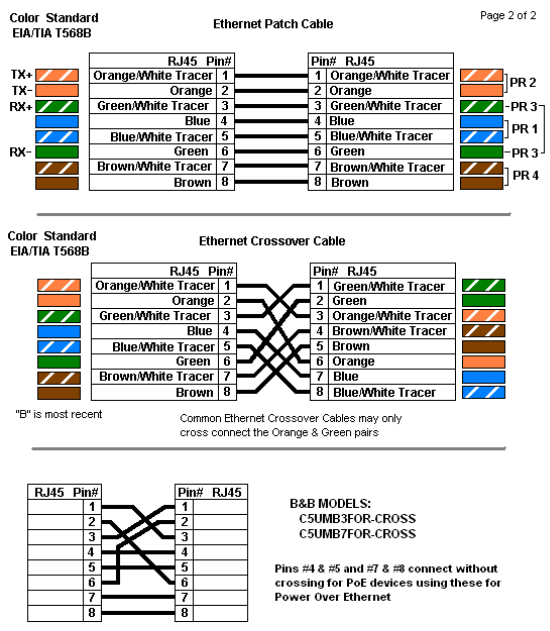 Color Standard
EIA/TIA T568B
Ethernet Patch Cable
Page 2 of 2
RJ45 Pin#
Pin# RJ45
TX+ Orange/White Tracer 1
1 Orange/White Tracer
TX- Orange 2
2 Orange
PR 2
RX+ Green/White Tracer 3
3 Green/White Tracer
PR 3
Blue 4
4 Blue
Blue/White Tracer 5
5 Blue/White Tracer
PR 1
RX- Green 6
6 Green
PR 3
Brown/White Tracer 7
7 Brown/White Tracer
Brown 8
8 Brown
PR 4
Color Standard
EIA/TIA T568B
Ethernet Crossover Cable
RJ45 Pin#
Pin# RJ45
Orange/White Tracer 1
1 Green/White Tracer
Orange 2
2 Green
Green/White Tracer 3
3 Orange/White Tracer
Blue 4
4 Brown/White Tracer
Blue/White Tracer 5
5 Brown
Green 6
6 Orange
Brown/White Tracer 7
7 Blue
Brown 8
8 Blue/White Tracer
"B" is most recent
Common Ethernet Crossover Cables may only
cross connect the Orange & Green pairs
RJ45 Pin#
Pin# RJ45
1
1
2
2
3
3
4
4
5
5
6
6
7
7
8
8
B&B MODELS:
C5UMB3FOR-CROSS
C5UMB7FOR-CROSS
Pins #4 & #5 and #7 & #8 connect without
crossing for PoE devices using these for
Power Over Ethernet